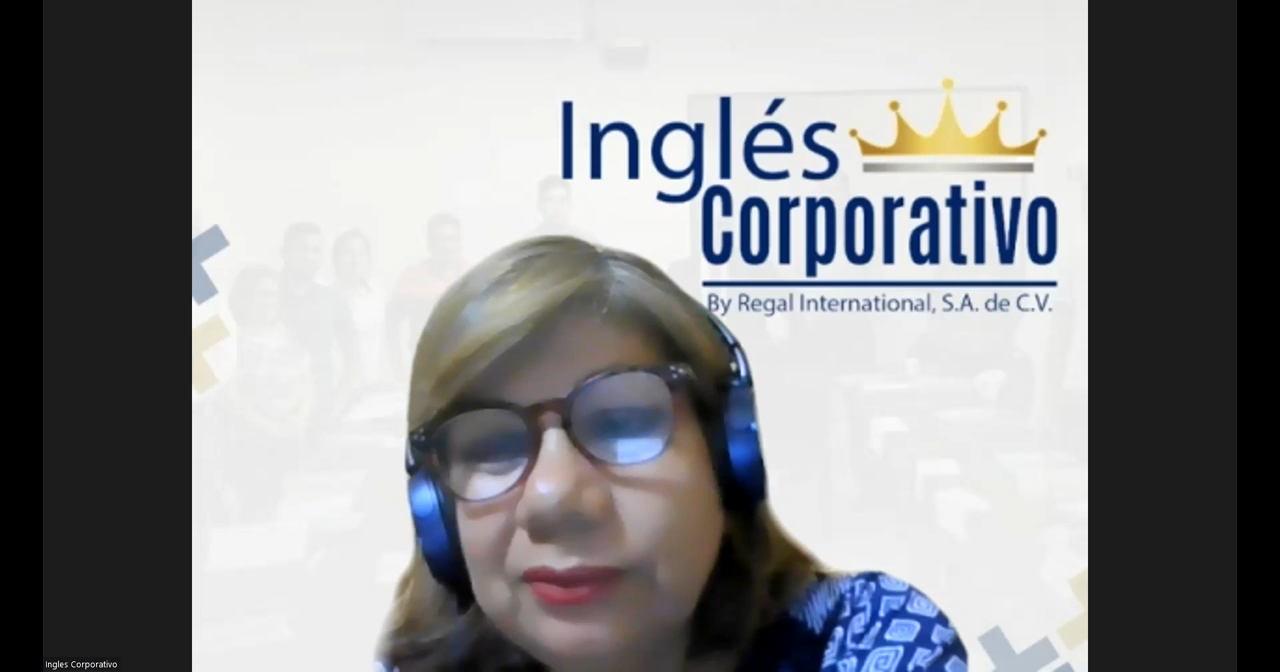 Inglés
Corporativo
By Regal International, S.A. de C.V.
Ingles Corporativo